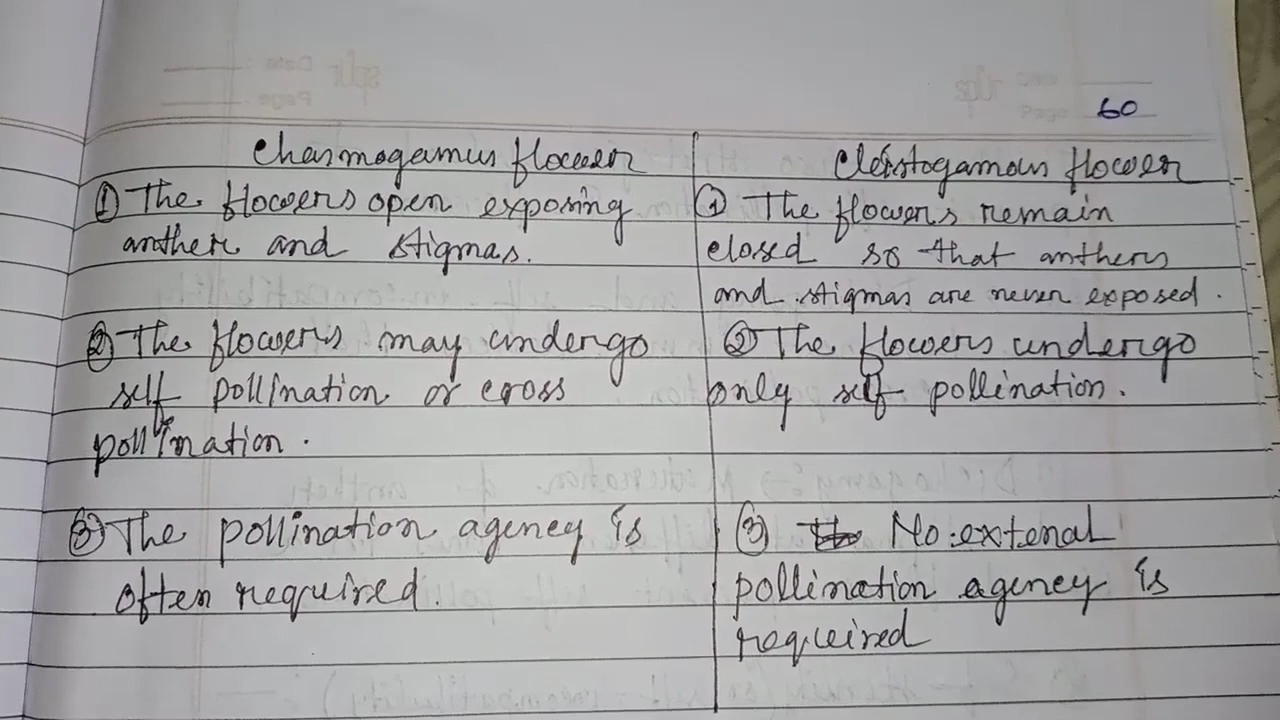 60
Chasmogamus flower
Cleistogamous flower
① The flowers open exposing
anther and stigmas.
② The flowers may undergo
self pollination or cross
pollination.
③ The pollination agency is
often required.
① The flowers remain
closed so that anthers
and stigmas are never exposed.
② The flowers undergo
only self pollination.
③ No extenal
pollination agency is
required